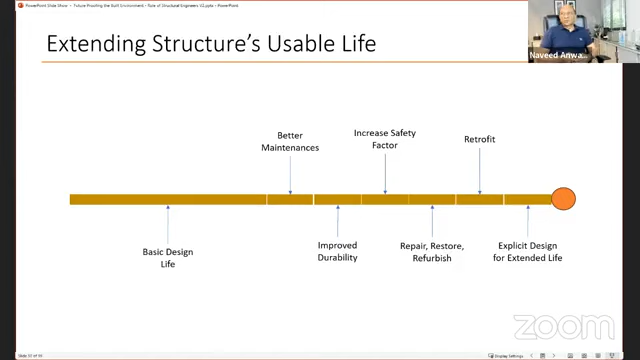 PowerPoint Slide Show - Future Proofing the Built Environment - Role of Structural Engineers V2.pptx - PowerPoint
Extending Structure's Usable Life
Naveed Anwa...
Better
Maintenances
Increase Safety
Factor
Retrofit
Basic Design
Life
Improved
Durability
Repair, Restore,
Refurbish
Explicit Design
for Extended Life
zoom
Display Settings